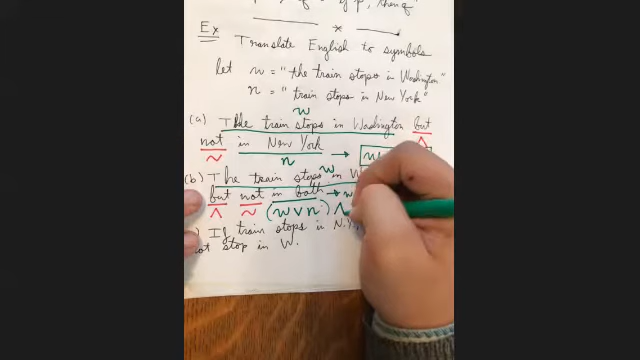 if p, then q"
*
Ex Translate English to symbols
let w = "the train stops in Washington"
n = "train stops in New York"
w
(a) The train stops in Washington but
∧
not in New York
~ n → w
w
(b) The train stops in W
but not in both → w
∧ ~ (w ∨ n) ∧
) If train stops in N.Y,
not stop in W.